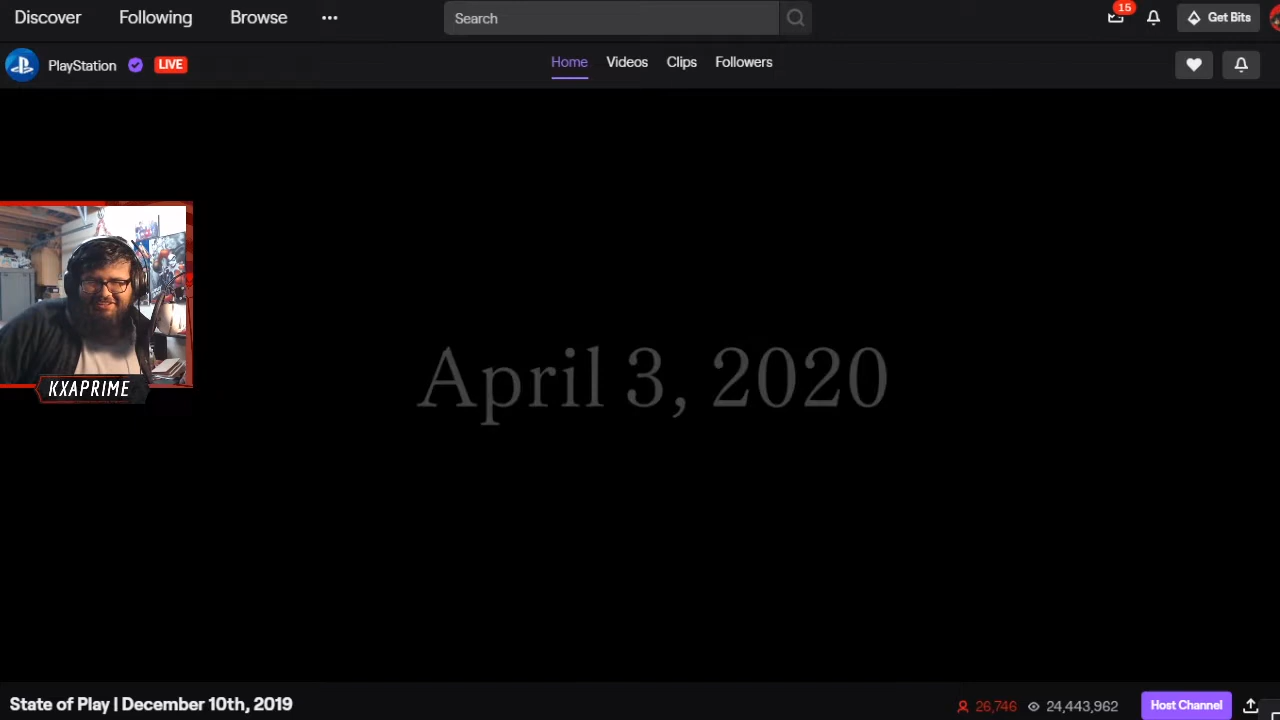 Discover Following Browse ••• Search 15 Get Bits
PlayStation LIVE Home Videos Clips Followers
KXAPRIME
April 3, 2020
State of Play | December 10th, 2019 26,746 24,443,962 Host Channel